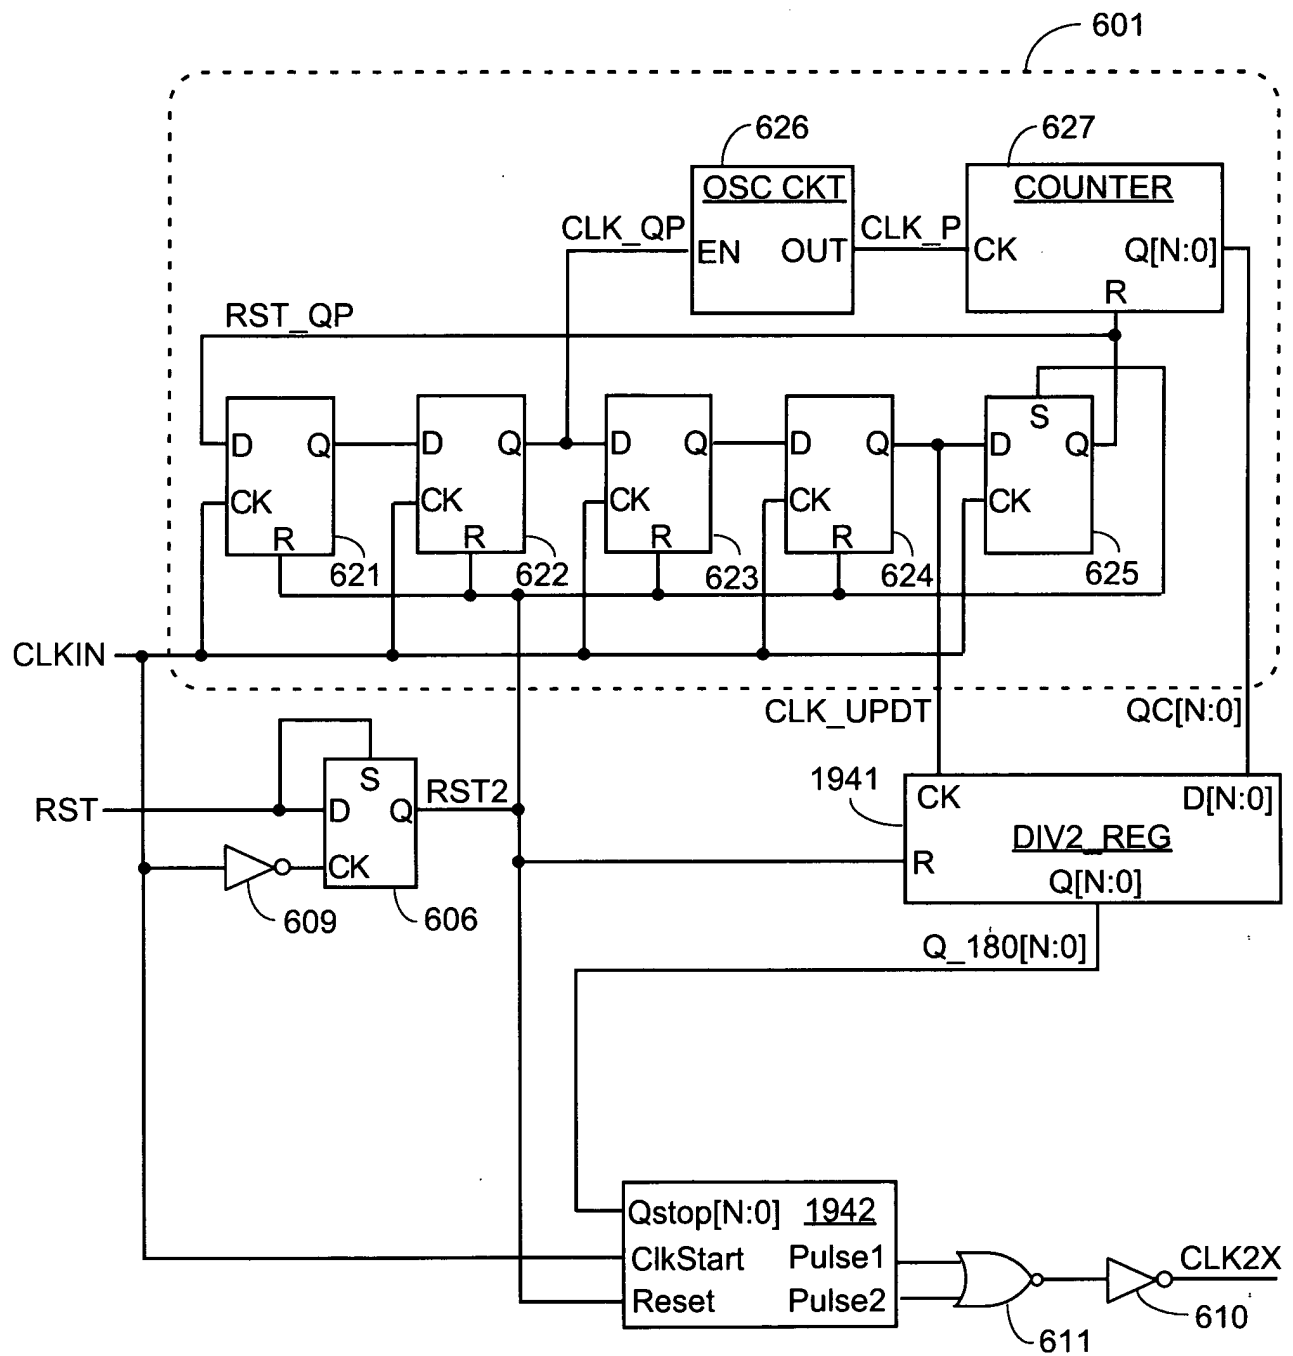 601
626
627
OSC CKT
COUNTER
CLK_QP
CLK_P
EN
OUT
CK
Q[N:0]
R
RST_QP
S
D
Q
D
Q
D
Q
D
Q
D
Q
CK
CK
CK
CK
CK
R
R
R
R
621
622
623
624
625
CLKIN
CLK_UPDT
QC[N:0]
S
1941
RST
D
Q
RST2
CK
D[N:0]
DIV2_REG
CK
R
Q[N:0]
609
606
Q_180[N:0]
Qstop[N:0]
1942
ClkStart
Pulse1
CLK2X
Reset
Pulse2
611
610